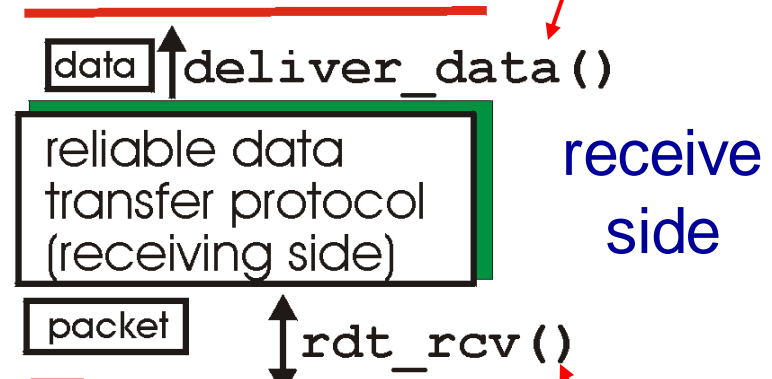 data deliver_data()
reliable data
transfer protocol
(receiving side)
receive
side
packet rdt_rcv()